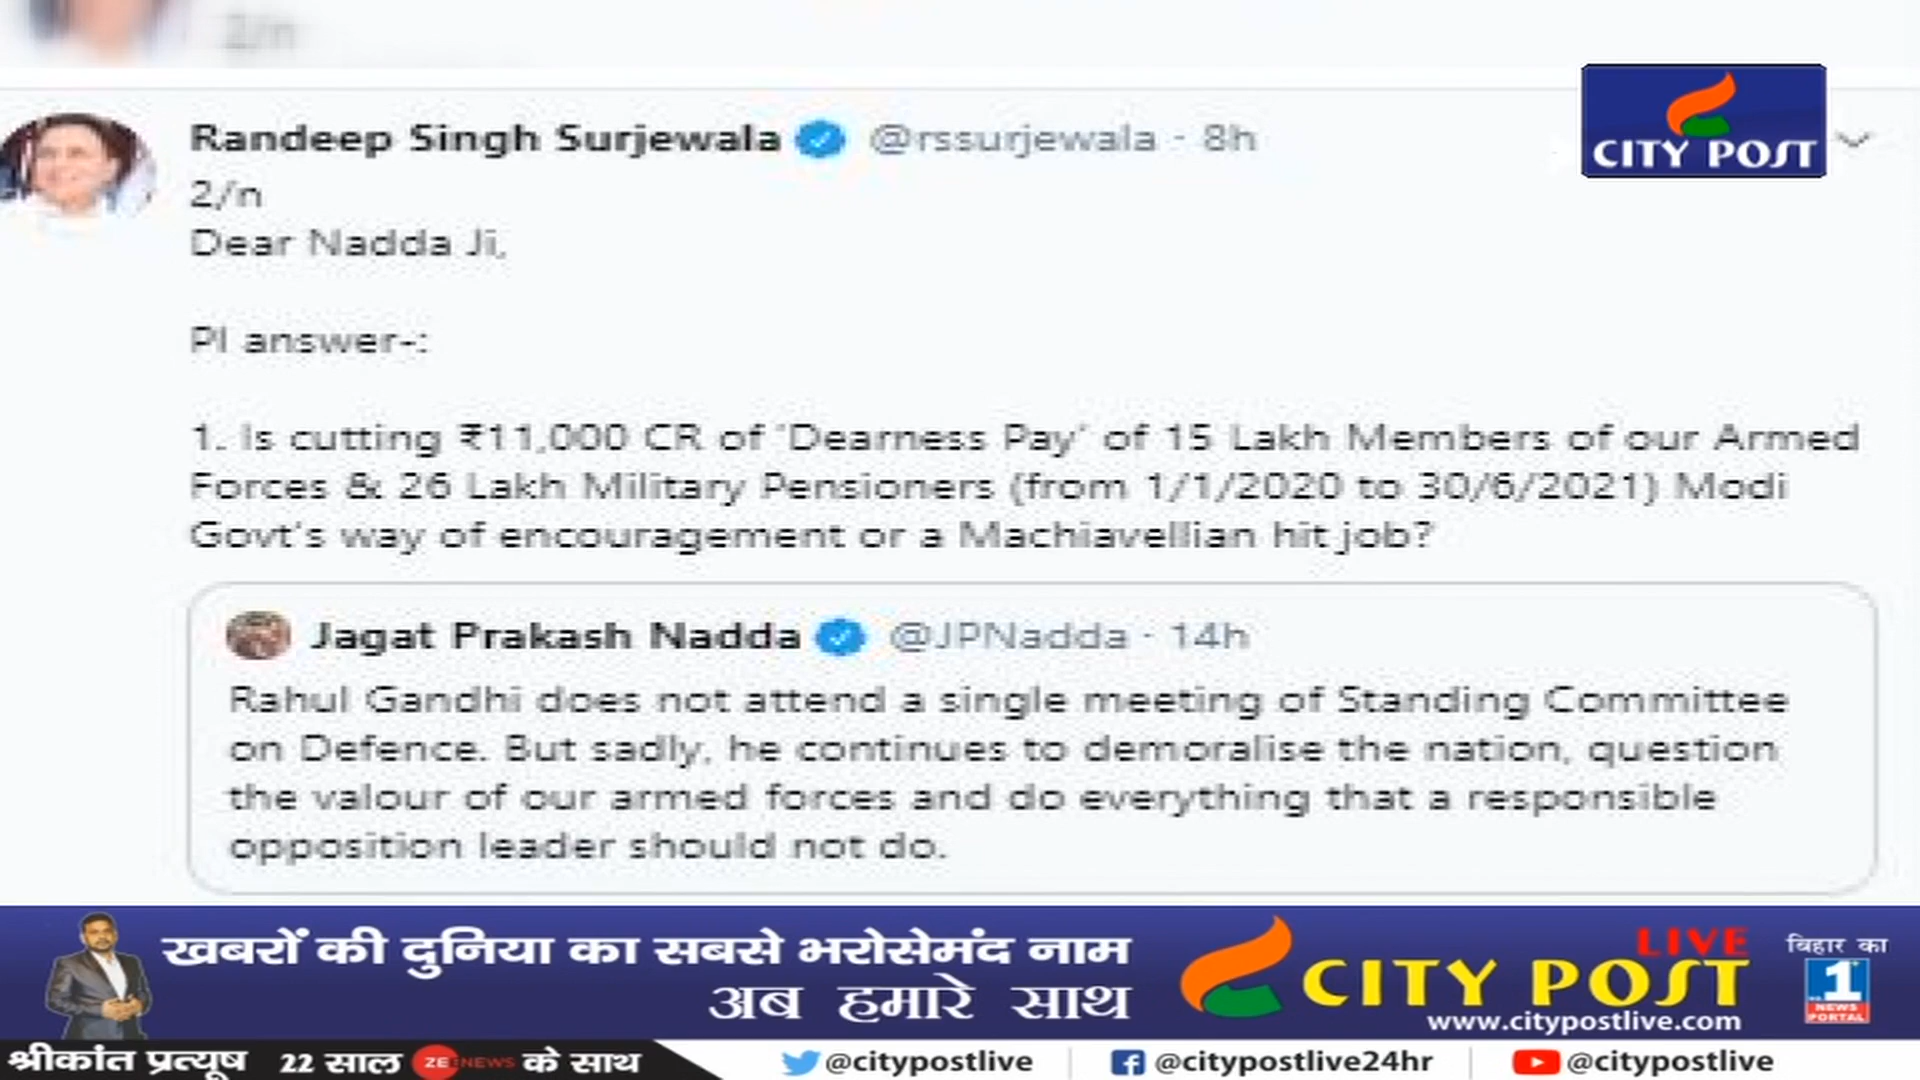 2/n
CITY POST
Randeep Singh Surjewala @rssurjewala · 8h
2/n
Dear Nadda Ji,
Pl answer-:
1. Is cutting ₹11,000 CR of 'Dearness Pay' of 15 Lakh Members of our Armed
Forces & 26 Lakh Military Pensioners (from 1/1/2020 to 30/6/2021) Modi
Govt's way of encouragement or a Machiavellian hit job?
Jagat Prakash Nadda @JPNadda · 14h
Rahul Gandhi does not attend a single meeting of Standing Committee
on Defence. But sadly, he continues to demoralise the nation, question
the valour of our armed forces and do everything that a responsible
opposition leader should not do.
खबरों की दुनिया का सबसे भरोसेमंद नाम
अब हमारे साथ
LIVE
CITY POST
www.citypostlive.com
बिहार का
NO. 1
NEWS
PORTAL
श्रीकांत प्रत्यूष 22 साल ZEE NEWS के साथ
@citypostlive @citypostlive24hr @citypostlive